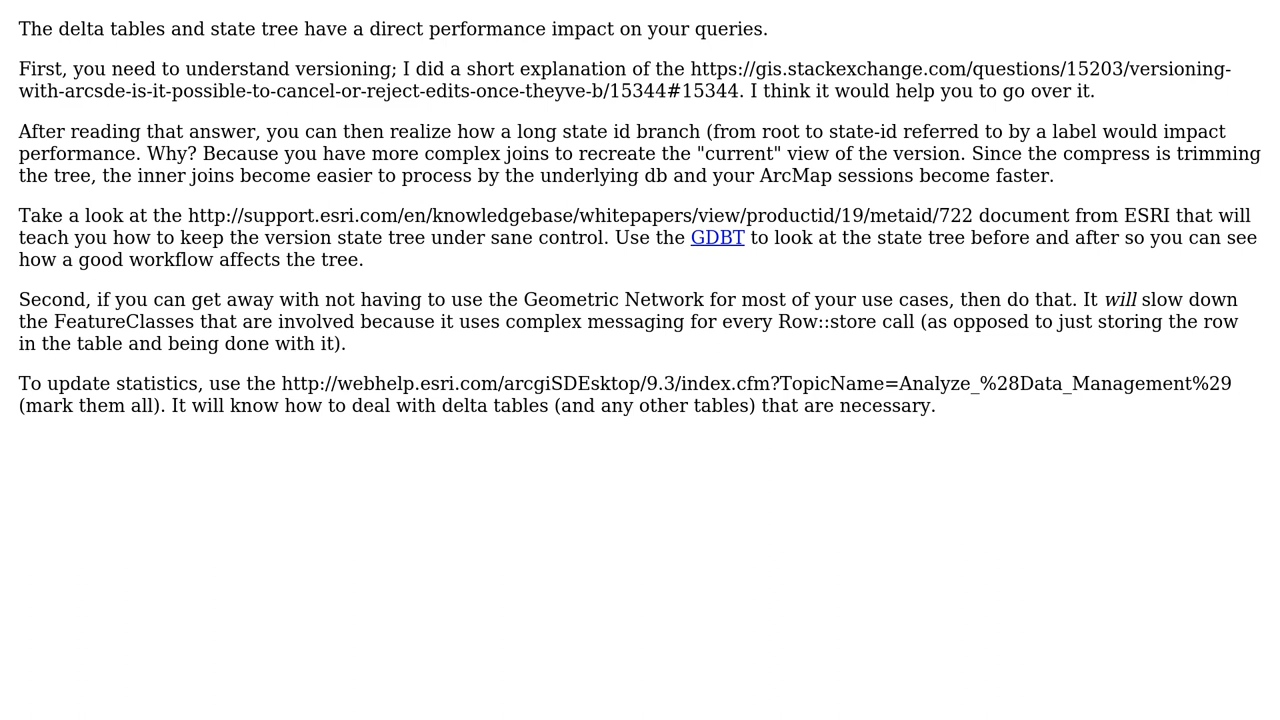 The delta tables and state tree have a direct performance impact on your queries.
First, you need to understand versioning; I did a short explanation of the https://gis.stackexchange.com/questions/15203/versioning-
with-arcsde-is-it-possible-to-cancel-or-reject-edits-once-theyve-b/15344#15344. I think it would help you to go over it.
After reading that answer, you can then realize how a long state id branch (from root to state-id referred to by a label would impact
performance. Why? Because you have more complex joins to recreate the "current" view of the version. Since the compress is trimming
the tree, the inner joins become easier to process by the underlying db and your ArcMap sessions become faster.
Take a look at the http://support.esri.com/en/knowledgebase/whitepapers/view/productid/19/metaid/722 document from ESRI that will
teach you how to keep the version state tree under sane control. Use the GDBT to look at the state tree before and after so you can see
how a good workflow affects the tree.
Second, if you can get away with not having to use the Geometric Network for most of your use cases, then do that. It will slow down
the FeatureClasses that are involved because it uses complex messaging for every Row::store call (as opposed to just storing the row
in the table and being done with it).
To update statistics, use the http://webhelp.esri.com/arcgiSDEsktop/9.3/index.cfm?TopicName=Analyze_%28Data_Management%29
(mark them all). It will know how to deal with delta tables (and any other tables) that are necessary.